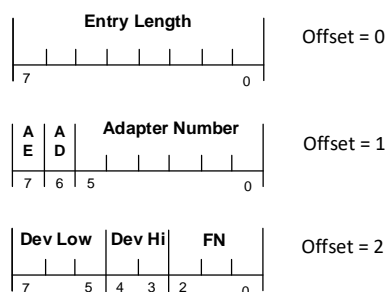 Entry Length
Offset = 0
7 0
A A Adapter Number
E D
Offset = 1
7 6 5 0
Dev Low Dev Hi FN
Offset = 2
7 5 4 3 2 0